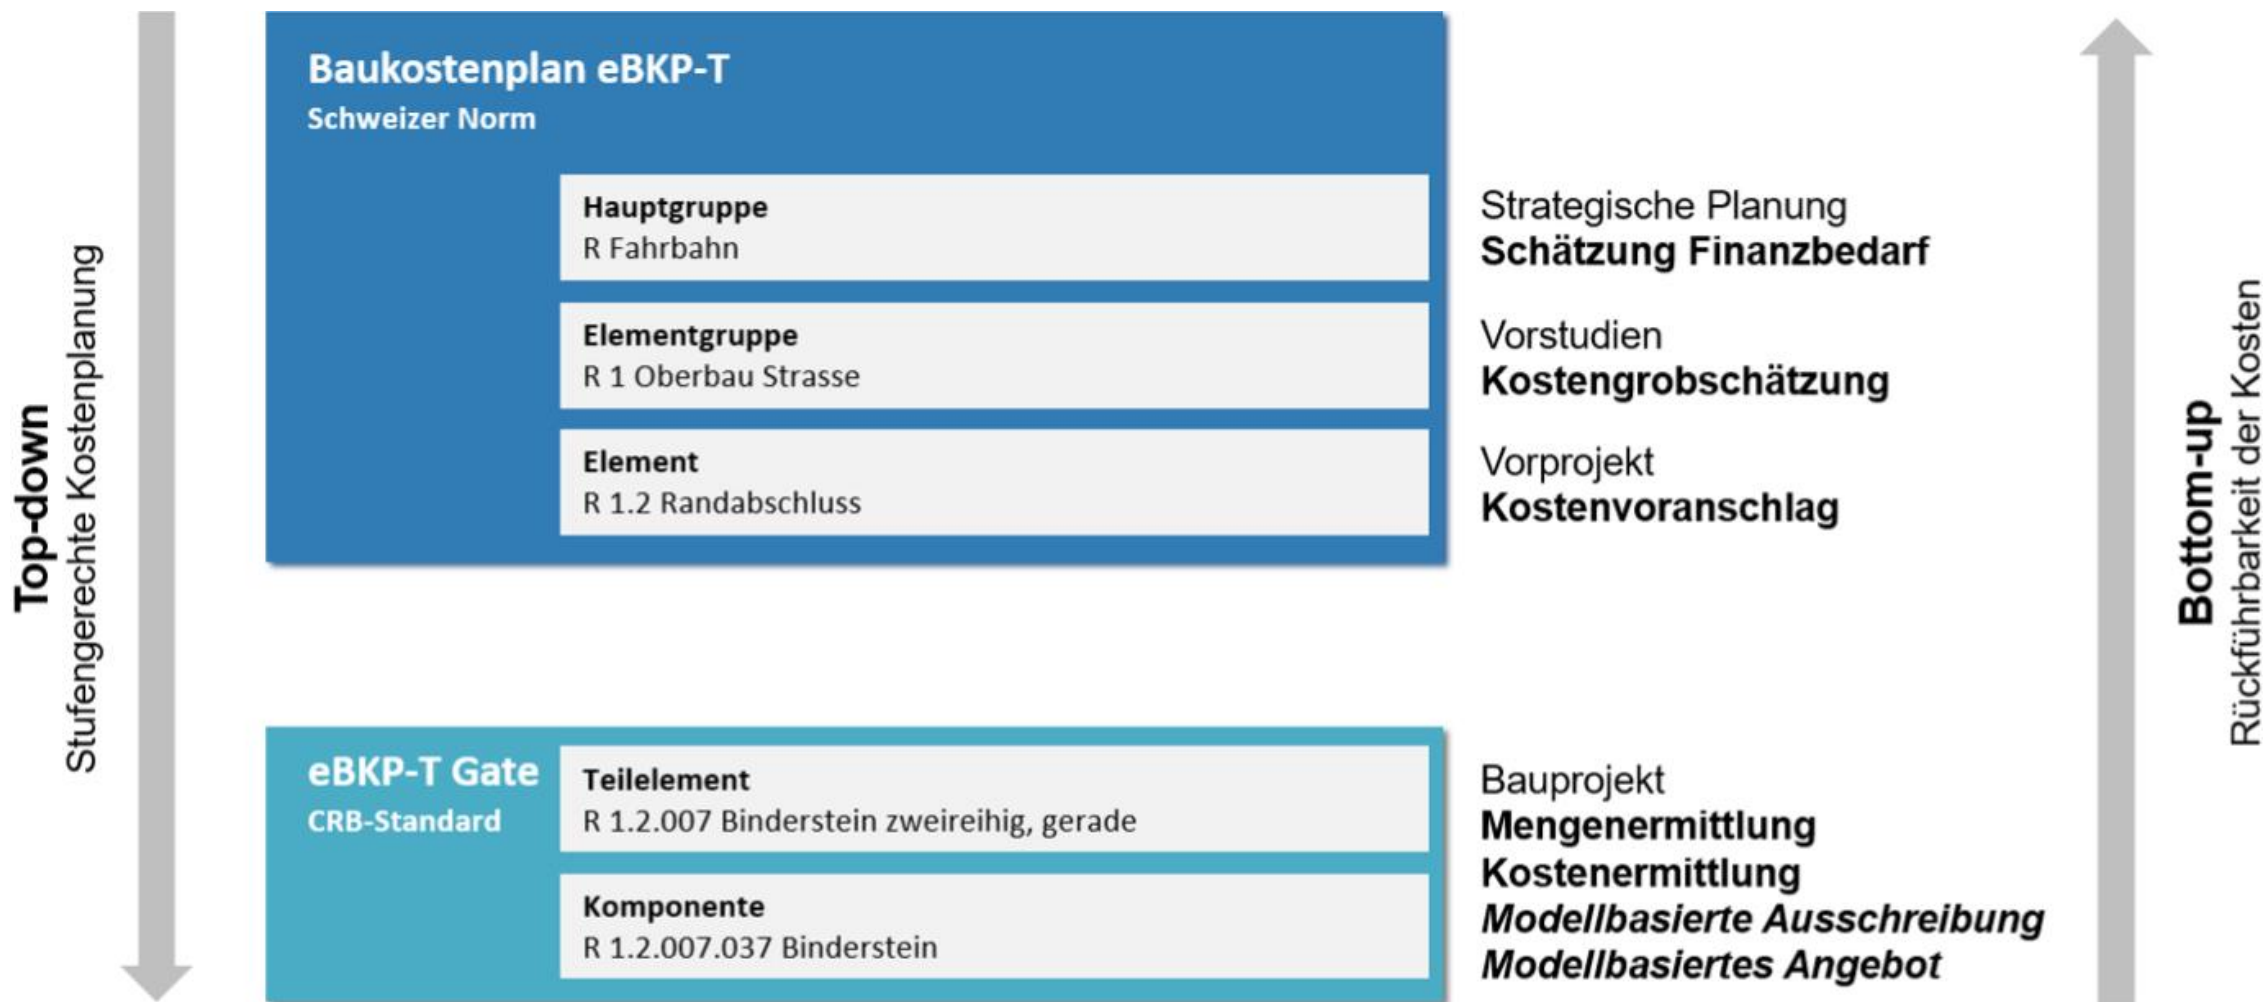 Top-down
Stufengerechte Kostenplanung
Baukostenplan eBKP-T
Schweizer Norm
Hauptgruppe
R Fahrbahn
Strategische Planung
Schätzung Finanzbedarf
Elementgruppe
R 1 Oberbau Strasse
Vorstudien
Kostengrobschätzung
Element
R 1.2 Randabschluss
Vorprojekt
Kostenvoranschlag
eBKP-T Gate
CRB-Standard
Teilelement
R 1.2.007 Binderstein zweireihig, gerade
Komponente
R 1.2.007.037 Binderstein
Bauprojekt
Mengenermittlung
Kostenermittlung
Modellbasierte Ausschreibung
Modellbasiertes Angebot
Bottom-up
Rückführbarkeit der Kosten